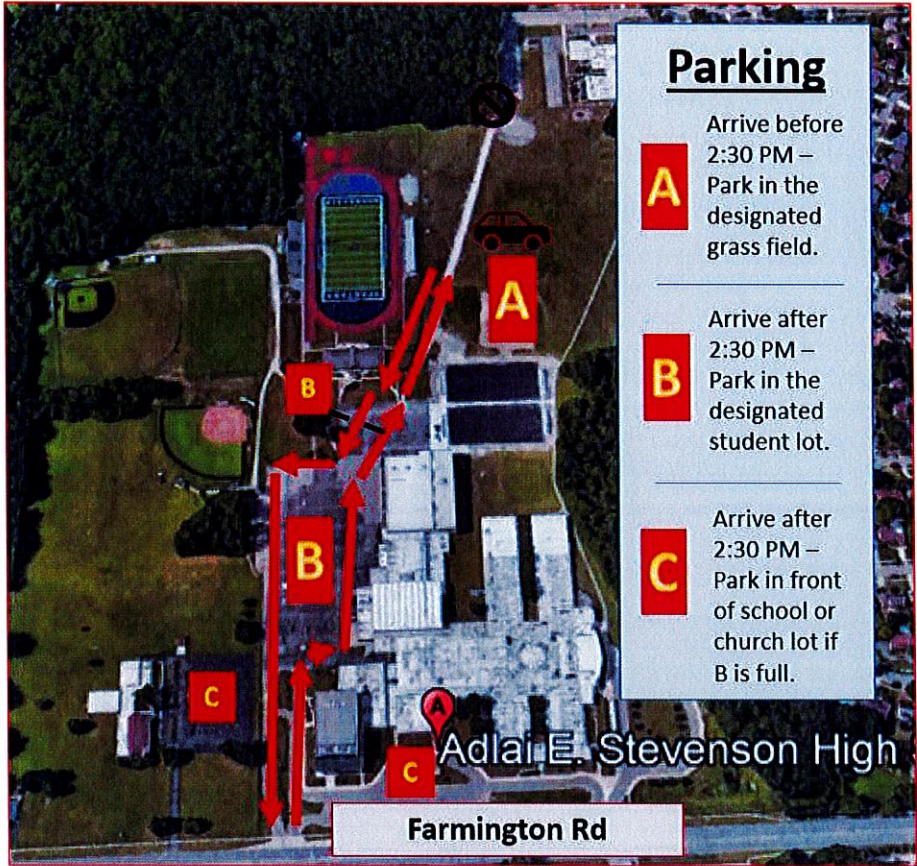 Parking
A
Arrive before
2:30 PM –
Park in the
designated
grass field.
B
Arrive after
2:30 PM –
Park in the
designated
student lot.
C
Arrive after
2:30 PM –
Park in front
of school or
church lot if
B is full.
A
B
B
C
C
A
Adlai E. Stevenson High
Farmington Rd